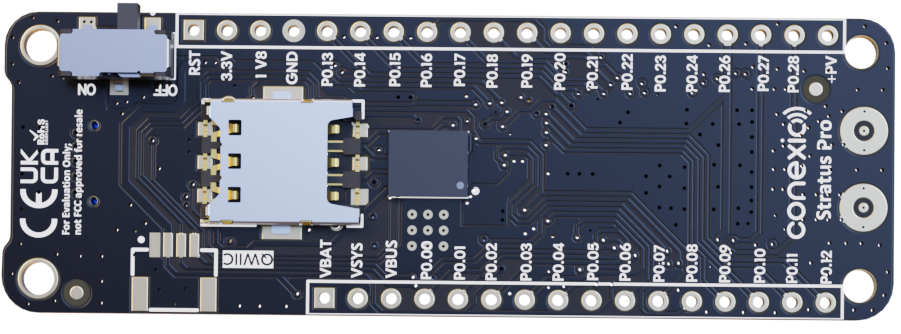 RST
3.3V
1V8
GND
P0.13
P0.14
P0.15
P0.16
P0.17
P0.18
P0.19
P0.20
P0.21
P0.22
P0.23
P0.24
P0.26
P0.27
P0.28
+PV
ON
OFF
CE
UK
CA
RoHS
For Evaluation Only;
not FCC approved for resale
conexio
Stratus Pro
QWIIC
VBAT
VSYS
VBUS
P0.00
P0.01
P0.02
P0.03
P0.04
P0.05
P0.06
P0.07
P0.08
P0.09
P0.10
P0.11
P0.12